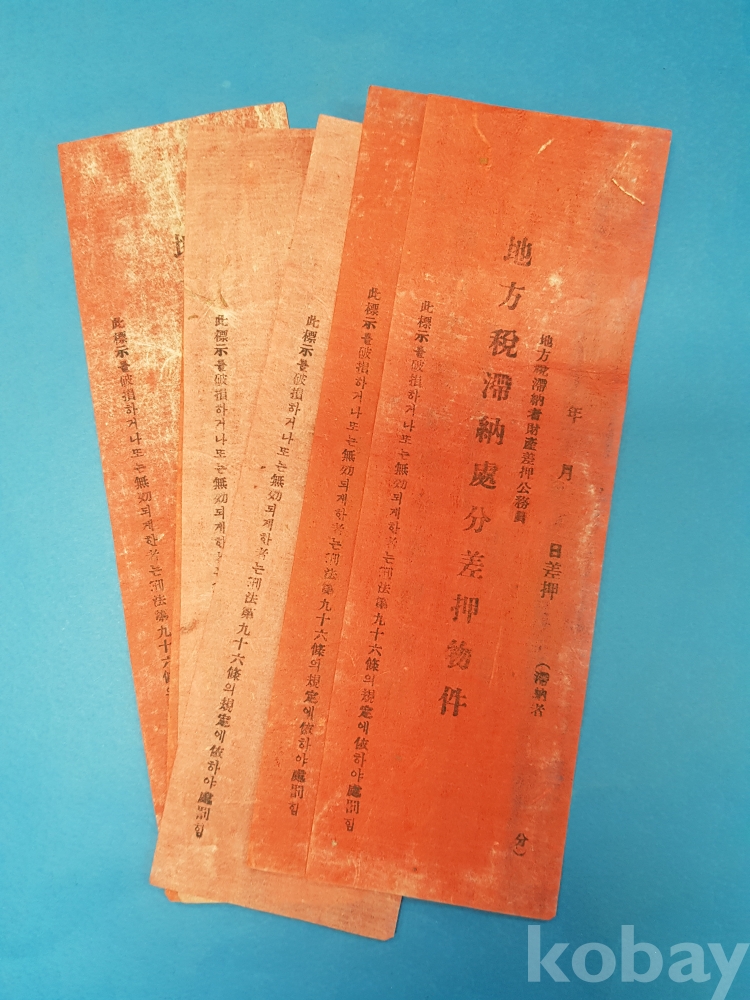 年 月 日差押 (滯納者 分)
地方稅滯納者財產差押公務員
地方稅滯納處分差押物件
此標示를破損하거나또는無効되게한者는刑法第九十六條의規定에依하야處罰힘
此標示를破損하거나또는無効되게한者는刑法第九十六條의規定에依하야處罰힘
此標示를破損하거나또는無効되게한者는刑法第九十六條의規定에依하야處罰힘
此標示를破損하거나또는無効되게한者는
此標示를破損하거나또는無効되게한者는刑法第九十六條의
kobay